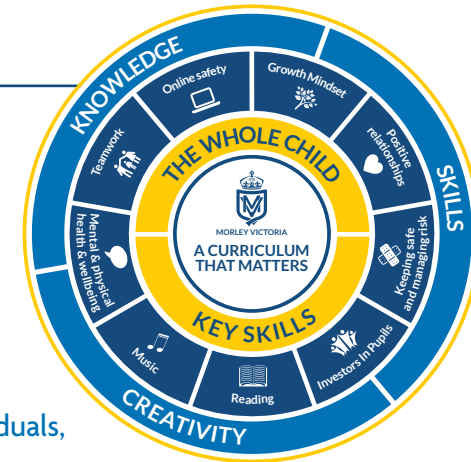 KNOWLEDGE
SKILLS
CREATIVITY
Online safety
Growth Mindset
Positive
relationships
Keeping safe
and managing risk
Investors In Pupils
Reading
Music
Mental & physical
health & wellbeing
Teamwork
THE WHOLE CHILD
KEY SKILLS
MORLEY VICTORIA
A CURRICULUM
THAT MATTERS
duals,